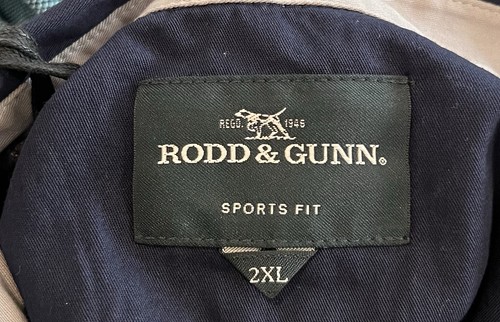 REGD. 1946
RODD & GUNN®
SPORTS FIT
2XL